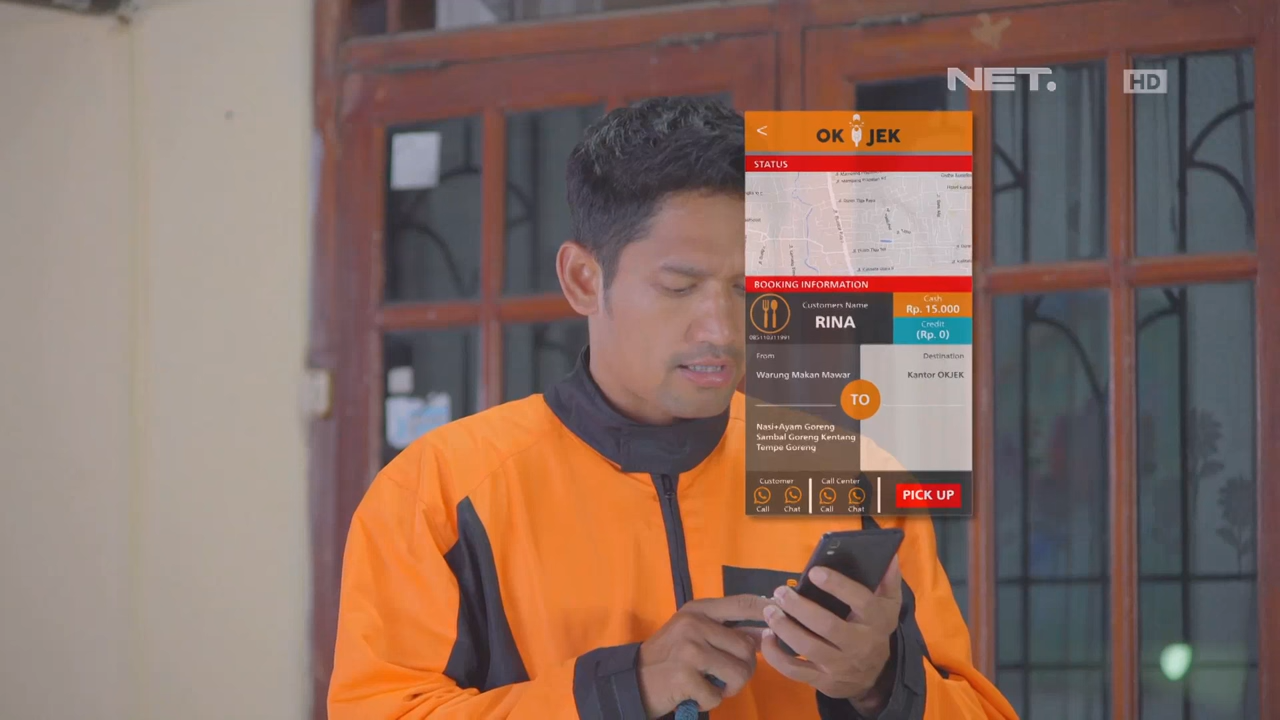 NET.
HD
<
OK JEK
STATUS
BOOKING INFORMATION
Customers Name
RINA
Cash
Rp. 15.000
Credit
(Rp. 0)
From
Destination
Warung Makan Mawar
Kantor OKJEK
TO
Nasi+Ayam Goreng
Sambal Goreng Kentang
Tempe Goreng
Customer
Call Center
Call
Chat
Call
Chat
PICK UP